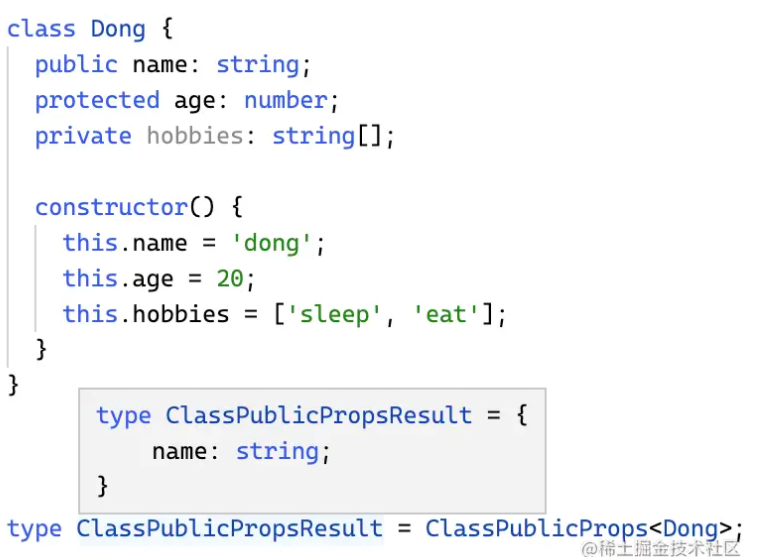 class Dong {
public name: string;
protected age: number;
private hobbies: string[];
constructor() {
this.name = 'dong';
this.age = 20;
this.hobbies = ['sleep', 'eat'];
}
}
type ClassPublicPropsResult = {
name: string;
}
type ClassPublicPropsResult = ClassPublicProps<Dong>;
@稀土掘金技术社区